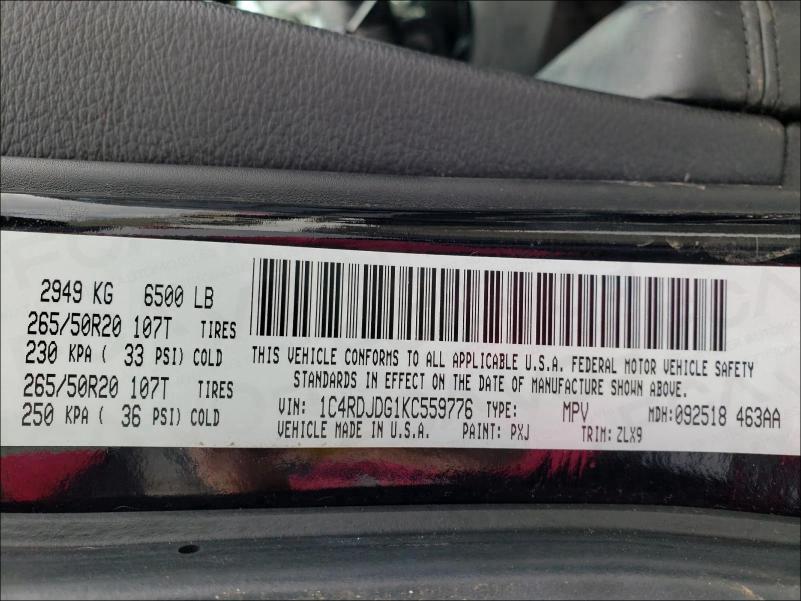 2949 KG 6500 LB
265/50R20 107T TIRES
230 KPA ( 33 PSI) COLD
265/50R20 107T TIRES
250 KPA ( 36 PSI) COLD
THIS VEHICLE CONFORMS TO ALL APPLICABLE U.S.A. FEDERAL MOTOR VEHICLE SAFETY
STANDARDS IN EFFECT ON THE DATE OF MANUFACTURE SHOWN ABOVE.
VIN: 1C4RDJDG1KC559776 TYPE: MPV MDH:092518 463AA
VEHICLE MADE IN U.S.A. PAINT: PXJ TRIM: ZLX9